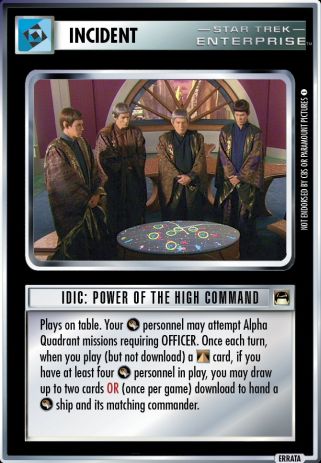 INCIDENT
STAR TREK
ENTERPRISE™
NOT ENDORSED BY CBS OR PARAMOUNT PICTURES
IDIC: POWER OF THE HIGH COMMAND
Plays on table. Your personnel may attempt Alpha
Quadrant missions requiring OFFICER. Once each turn,
when you play (but not download) a card, if you
have at least four personnel in play, you may draw
up to two cards OR (once per game) download to hand
a ship and its matching commander.
ERRATA